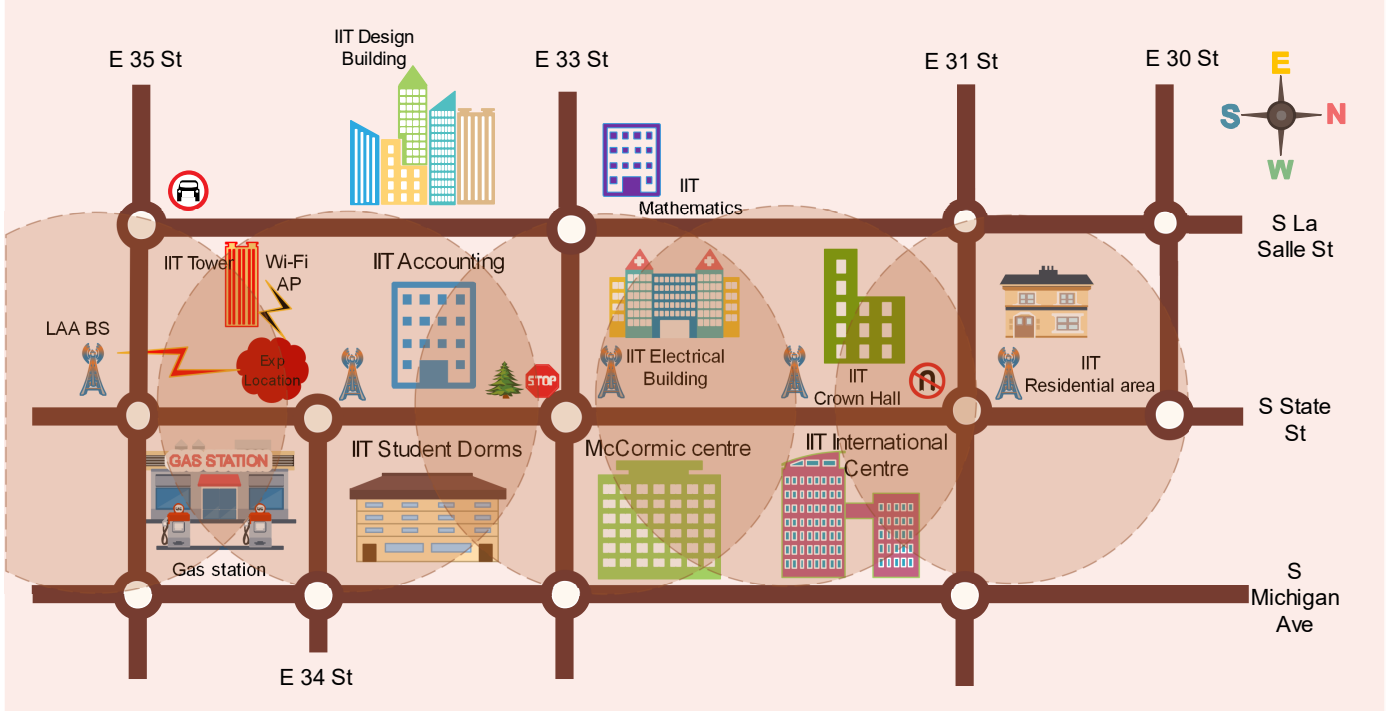 IIT Design
Building
E 35 St
E 33 St
E 31 St
E 30 St
E
S
N
W
IIT
Mathematics
S La
Salle St
IIT Tower
Wi-Fi
AP
IIT Accounting
LAA BS
Exp
Location
STOP
IIT Electrical
Building
IIT
Crown Hall
IIT
Residential area
S State
St
GAS STATION
IIT Student Dorms
McCormic centre
IIT International
Centre
Gas station
S
Michigan
Ave
E 34 St